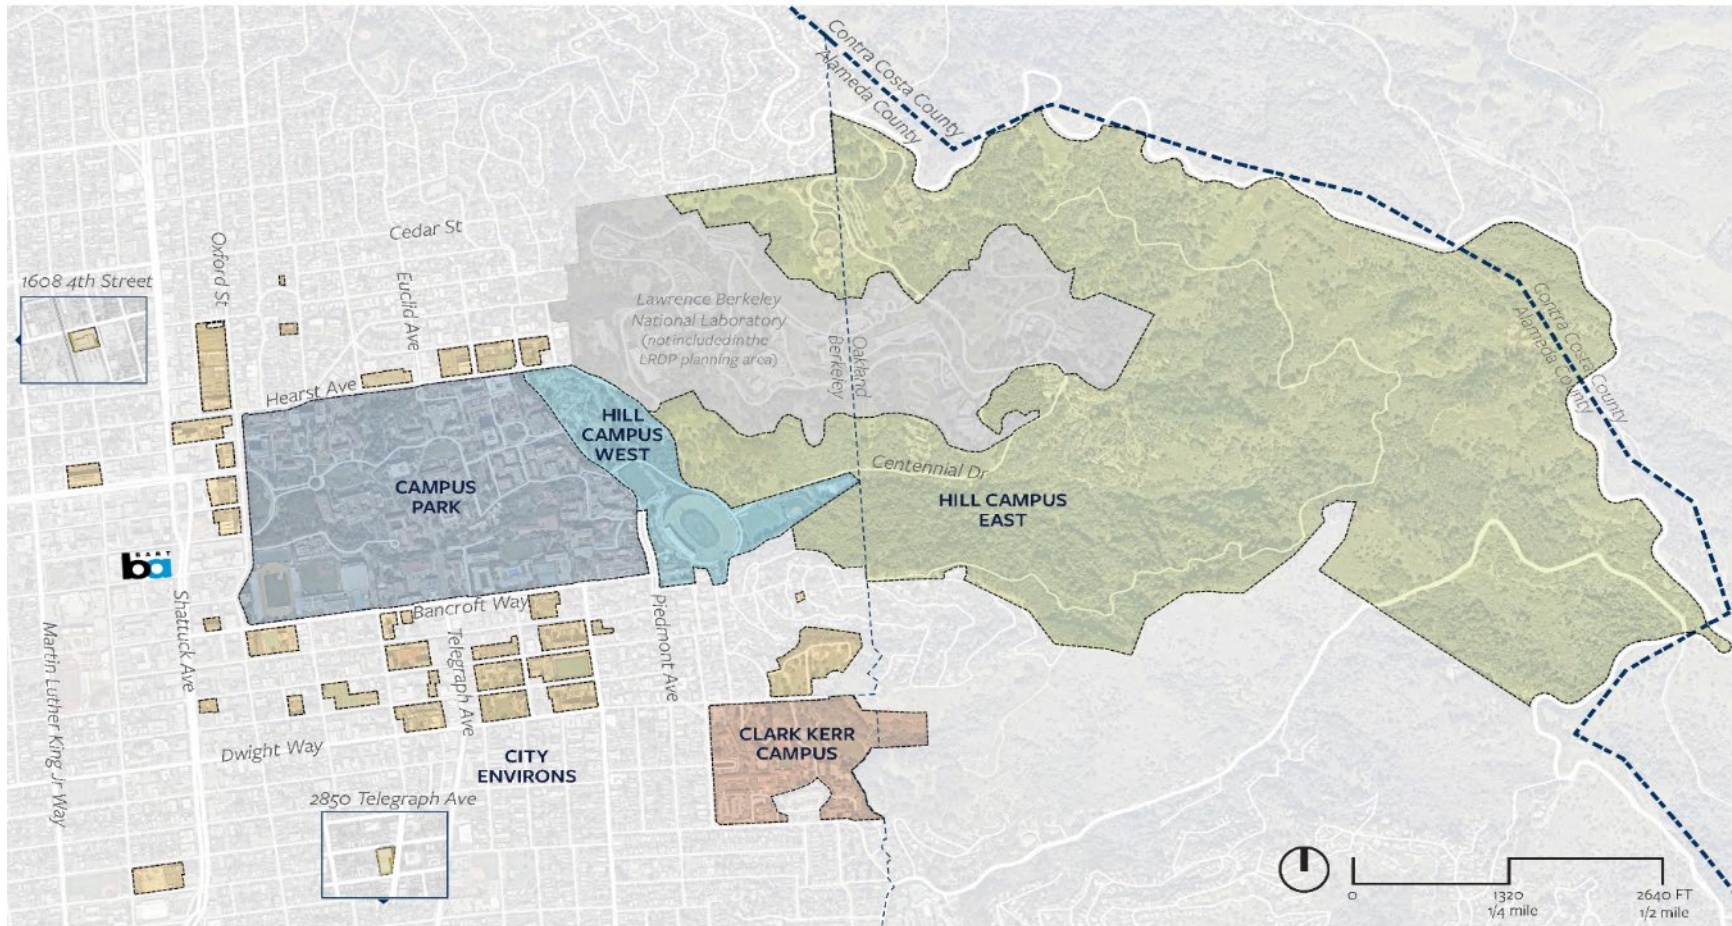 Contra Costa County
Alameda County
Cedar St
Oxford St
Euclid Ave
1608 4th Street
Lawrence Berkeley
National Laboratory
(not included in the
LRDP planning area)
Berkeley
Oakland
Contra Costa County
Alameda County
Hearst Ave
HILL
CAMPUS
WEST
CAMPUS
PARK
Centennial Dr
HILL CAMPUS
EAST
BART
ba
Bancroft Way
Shattuck Ave
Martin Luther King Jr Way
Telegraph Ave
Piedmont Ave
Dwight Way
CITY
ENVIRONS
CLARK KERR
CAMPUS
2850 Telegraph Ave
0
1320
1/4 mile
2640 FT
1/2 mile